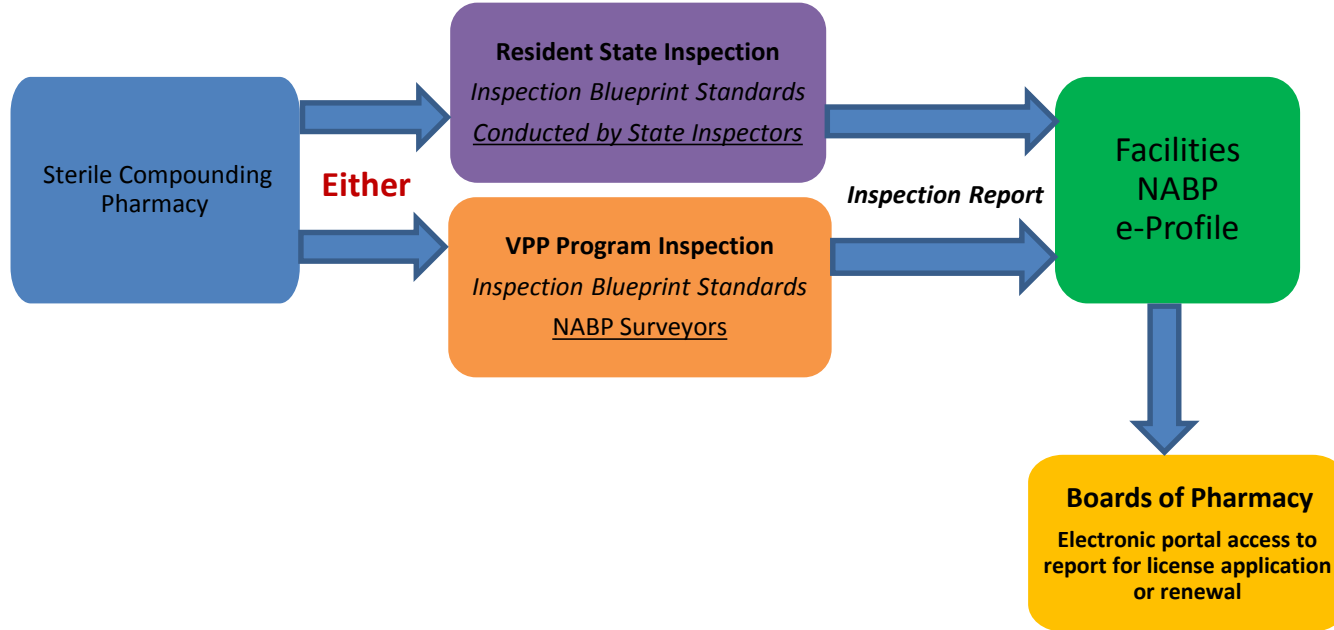 Sterile Compounding
Pharmacy
Either
Resident State Inspection
Inspection Blueprint Standards
Conducted by State Inspectors
VPP Program Inspection
Inspection Blueprint Standards
NABP Surveyors
Inspection Report
Facilities
NABP
e-Profile
Boards of Pharmacy
Electronic portal access to
report for license application
or renewal